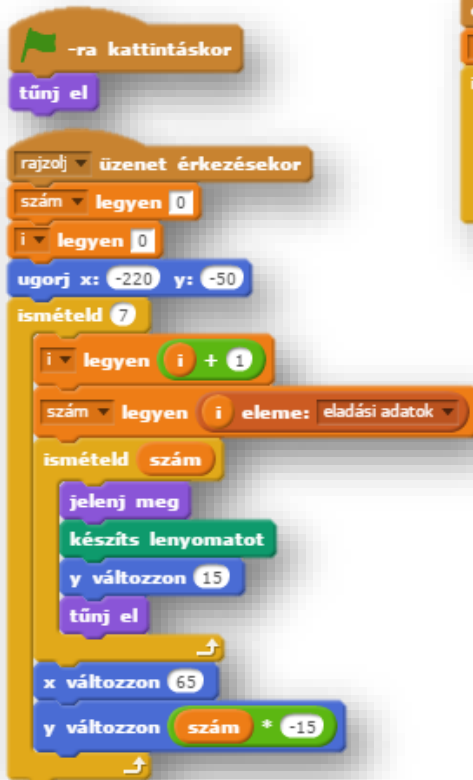 -ra kattintáskor
tűnj el
rajzolj üzenet érkezésekor
szám legyen 0
i legyen 0
ugorj x: -220 y: -50
ismételd 7
i legyen i + 1
szám legyen i eleme: eladási adatok
ismételd szám
jelenj meg
készíts lenyomatot
y változzon 15
tűnj el
x változzon 65
y változzon szám * -15